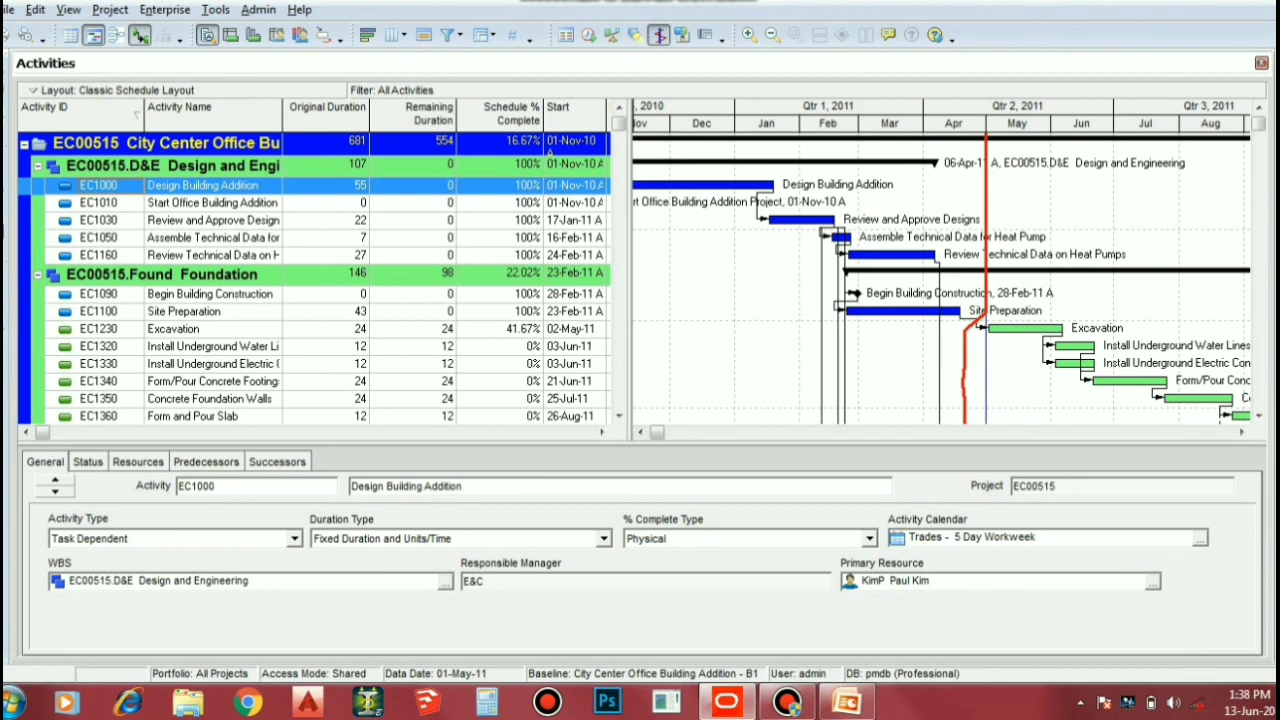 ile Edit View Project Enterprise Tools Admin Help
Activities
Layout: Classic Schedule Layout Filter: All Activities
Activity ID Activity Name Original Duration Remaining Duration Schedule % Complete Start
, 2010 Qtr 1, 2011 Qtr 2, 2011 Qtr 3, 2011
lov Dec Jan Feb Mar Apr May Jun Jul Aug
EC00515 City Center Office Bu 681 554 16.67% 01-Nov-10 A
EC00515.D&E Design and Engi 107 0 100% 01-Nov-10 A 06-Apr-11 A, EC00515.D&E Design and Engineering
EC1000 Design Building Addition 55 0 100% 01-Nov-10 A Design Building Addition
EC1010 Start Office Building Addition 0 0 100% 01-Nov-10 A rt Office Building Addition Project, 01-Nov-10 A
EC1030 Review and Approve Design 22 0 100% 17-Jan-11 A Review and Approve Designs
EC1050 Assemble Technical Data for 7 0 100% 16-Feb-11 A Assemble Technical Data for Heat Pump
EC1160 Review Technical Data on H 27 0 100% 24-Feb-11 A Review Technical Data on Heat Pumps
EC00515.Found Foundation 146 98 22.02% 23-Feb-11 A
EC1090 Begin Building Construction 0 0 100% 28-Feb-11 A Begin Building Construction, 28-Feb-11 A
EC1100 Site Preparation 43 0 100% 23-Feb-11 A Site Preparation
EC1230 Excavation 24 24 41.67% 02-May-11 Excavation
EC1320 Install Underground Water Li 12 12 0% 03-Jun-11 Install Underground Water Lines
EC1330 Install Underground Electric C 12 12 0% 03-Jun-11 Install Underground Electric Con
EC1340 Form/Pour Concrete Footing: 24 24 0% 21-Jun-11 Form/Pour Conc
EC1350 Concrete Foundation Walls 24 24 0% 25-Jul-11 C
EC1360 Form and Pour Slab 12 12 0% 26-Aug-11
General Status Resources Predecessors Successors
Activity EC1000 Design Building Addition Project EC00515
Activity Type Duration Type % Complete Type Activity Calendar
Task Dependent Fixed Duration and Units/Time Physical Trades - 5 Day Workweek ...
WBS Responsible Manager Primary Resource
EC00515.D&E Design and Engineering ... E&C KimP Paul Kim ...
Portfolio: All Projects Access Mode: Shared Data Date: 01-May-11 Baseline: City Center Office Building Addition - B1 User: admin DB: pmdb (Professional)
Ps
1:38 PM
13-Jun-20